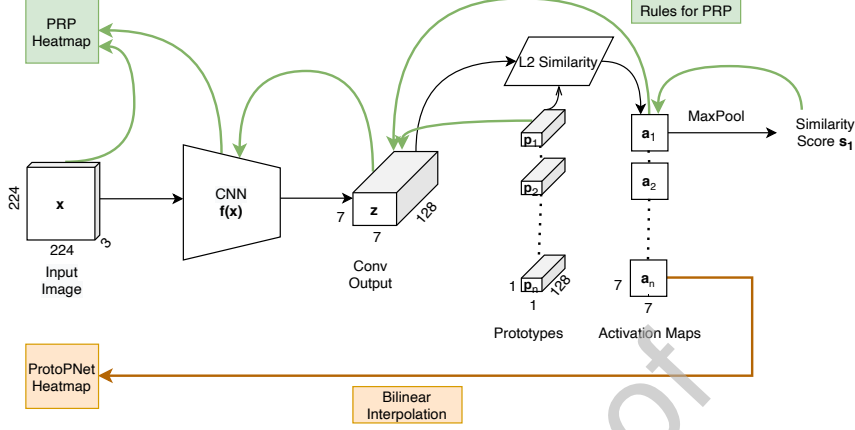 PRP
Heatmap
Rules for PRP
L2 Similarity
p1
p2
pn
1
1
128
Prototypes
a1
a2
an
7
7
Activation Maps
MaxPool
Similarity
Score s1
224
x
224
3
Input
Image
CNN
f(x)
7
z
7
128
Conv
Output
ProtoPNet
Heatmap
Bilinear
Interpolation
of